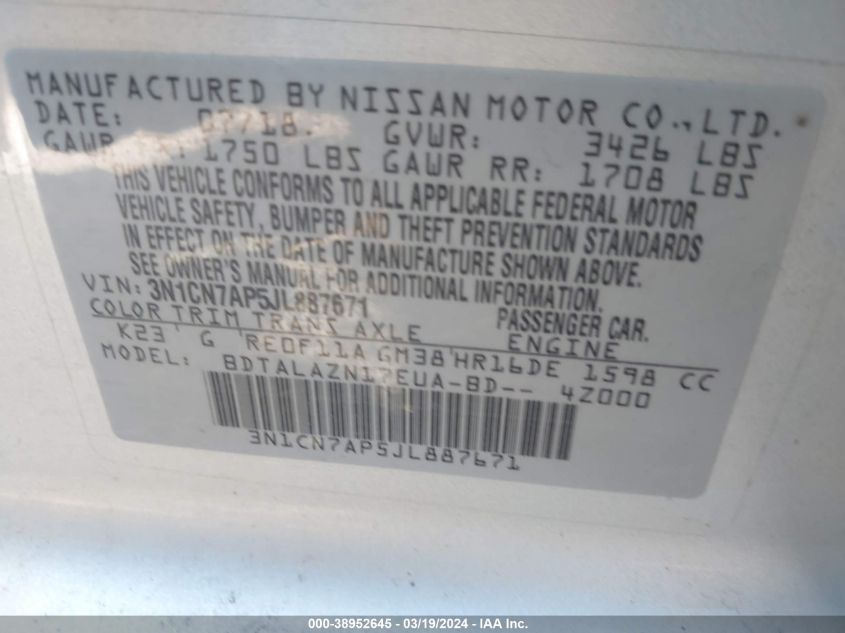 MANUFACTURED BY NISSAN MOTOR CO.,LTD.
DATE: 07/18. GVWR: 3426 LBS
GAWR FR: 1750 LBS GAWR RR: 1708 LBS
THIS VEHICLE CONFORMS TO ALL APPLICABLE FEDERAL MOTOR
VEHICLE SAFETY, BUMPER AND THEFT PREVENTION STANDARDS
IN EFFECT ON THE DATE OF MANUFACTURE SHOWN ABOVE.
SEE OWNER'S MANUAL FOR ADDITIONAL INFORMATION.
VIN: 3N1CN7AP5JL887671 PASSENGER CAR.
COLOR TRIM TRANS AXLE ENGINE
K23 G RE0F11A GM38 HR16DE 1598 CC
MODEL: BDTALAZN17EUA-BD-- 4Z000
3N1CN7AP5JL887671
000-38952645 - 03/19/2024 - IAA Inc.